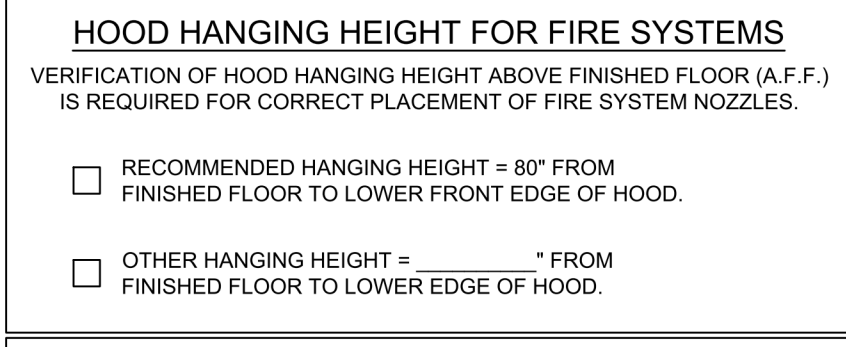 HOOD HANGING HEIGHT FOR FIRE SYSTEMS
VERIFICATION OF HOOD HANGING HEIGHT ABOVE FINISHED FLOOR (A.F.F.)
IS REQUIRED FOR CORRECT PLACEMENT OF FIRE SYSTEM NOZZLES.
RECOMMENDED HANGING HEIGHT = 80" FROM
FINISHED FLOOR TO LOWER FRONT EDGE OF HOOD.
OTHER HANGING HEIGHT = __________" FROM
FINISHED FLOOR TO LOWER EDGE OF HOOD.